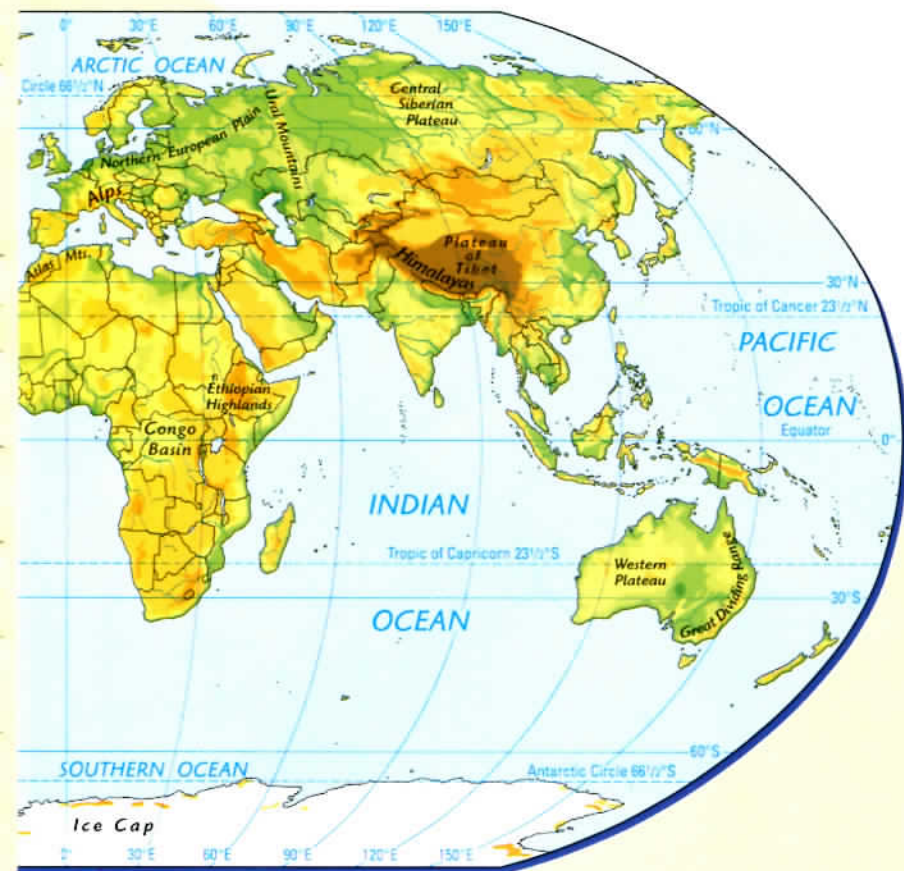 0° 30°E 60°E 90°E 120°E 150°E
ARCTIC OCEAN
Circle 66½°N
Central
Siberian
Plateau
Ural Mountains
Northern European Plain
60°N
Alps
Plateau
of
Tibet
Himalayas
Atlas Mts.
30°N
Tropic of Cancer 23½°N
PACIFIC
OCEAN
Ethiopian
Highlands
Congo
Basin
Equator
0°
INDIAN
OCEAN
Tropic of Capricorn 23½°S
Western
Plateau
Great Dividing Range
30°S
60°S
SOUTHERN OCEAN
Antarctic Circle 66½°S
Ice Cap
0° 30°E 60°E 90°E 120°E 150°E